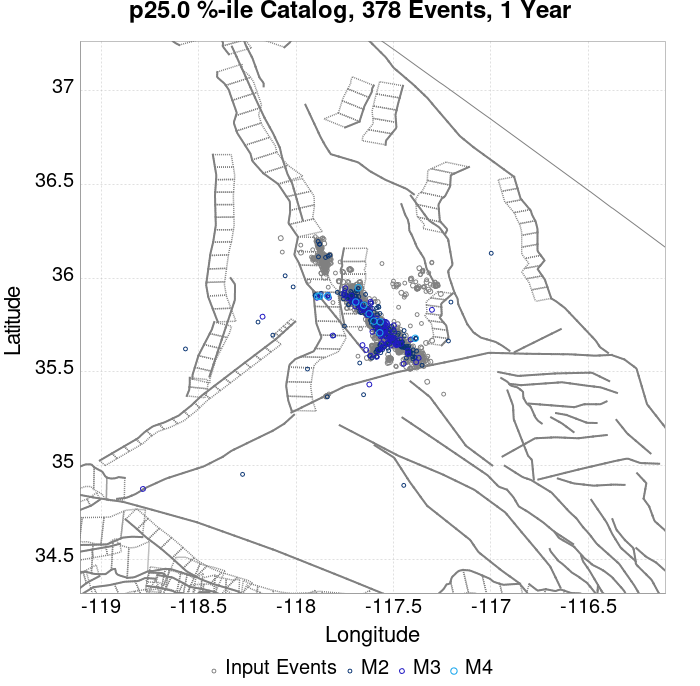 p25.0 %-ile Catalog, 378 Events, 1 Year
37
36.5
36
35.5
35
34.5
Latitude
-119 -118.5 -118 -117.5 -117 -116.5
Longitude
Input Events M2 M3 M4